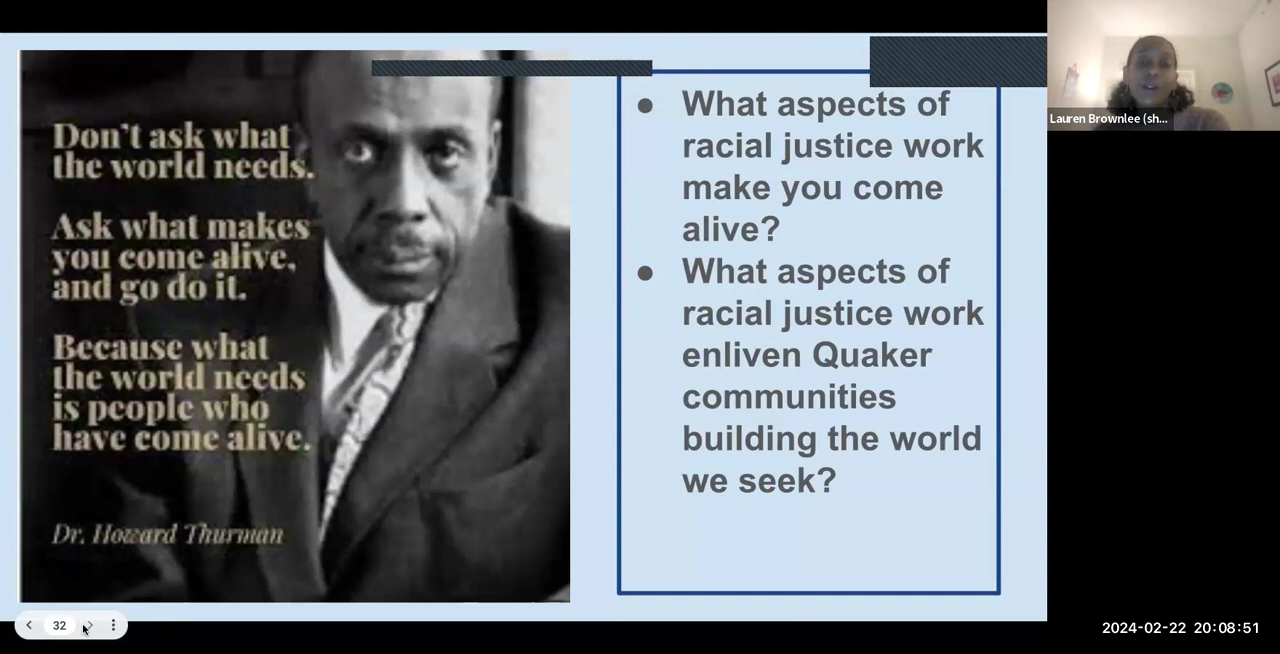 Don't ask what
the world needs.
Ask what makes
you come alive,
and go do it.
Because what
the world needs
is people who
have come alive.
Dr. Howard Thurman
● What aspects of
racial justice work
make you come
alive?
● What aspects of
racial justice work
enliven Quaker
communities
building the world
we seek?
Lauren Brownlee (sh...
32
2024-02-22 20:08:51